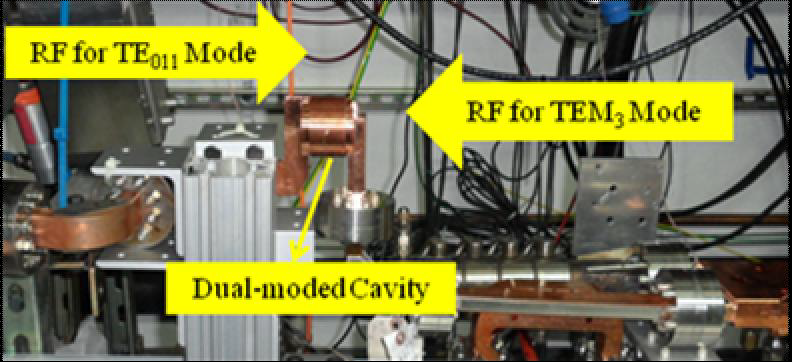 RF for TE₀₁₁ Mode
RF for TEM₃ Mode
Dual-moded Cavity